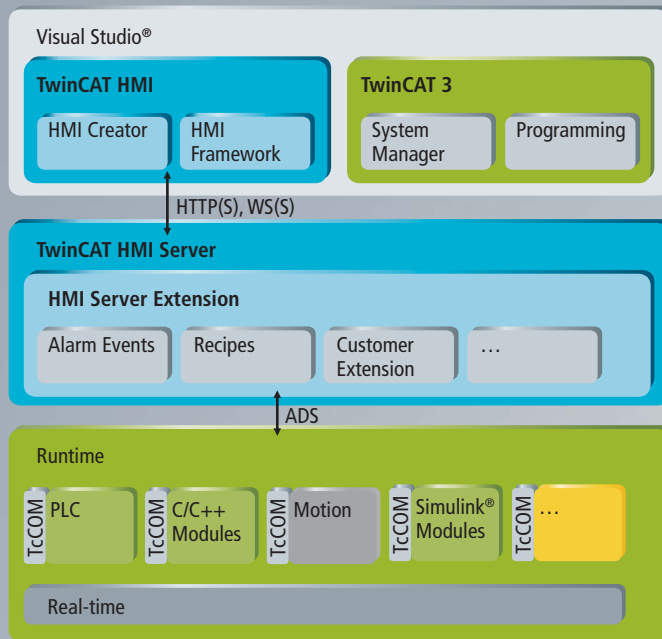 Visual Studio®
TwinCAT HMI
HMI Creator
HMI
Framework
TwinCAT 3
System
Manager
Programming
HTTP(S), WS(S)
TwinCAT HMI Server
HMI Server Extension
Alarm Events
Recipes
Customer
Extension
…
ADS
Runtime
TcCOM
PLC
TcCOM
C/C++
Modules
TcCOM
Motion
TcCOM
Simulink®
Modules
TcCOM
…
Real-time